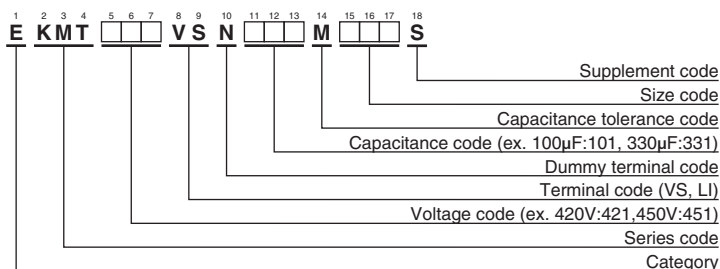 1 2 3 4 5 6 7 8 9 10 11 12 13 14 15 16 17 18
E KMT VS N M S
Supplement code
Size code
Capacitance tolerance code
Capacitance code (ex. 100µF:101, 330µF:331)
Dummy terminal code
Terminal code (VS, LI)
Voltage code (ex. 420V:421,450V:451)
Series code
Category